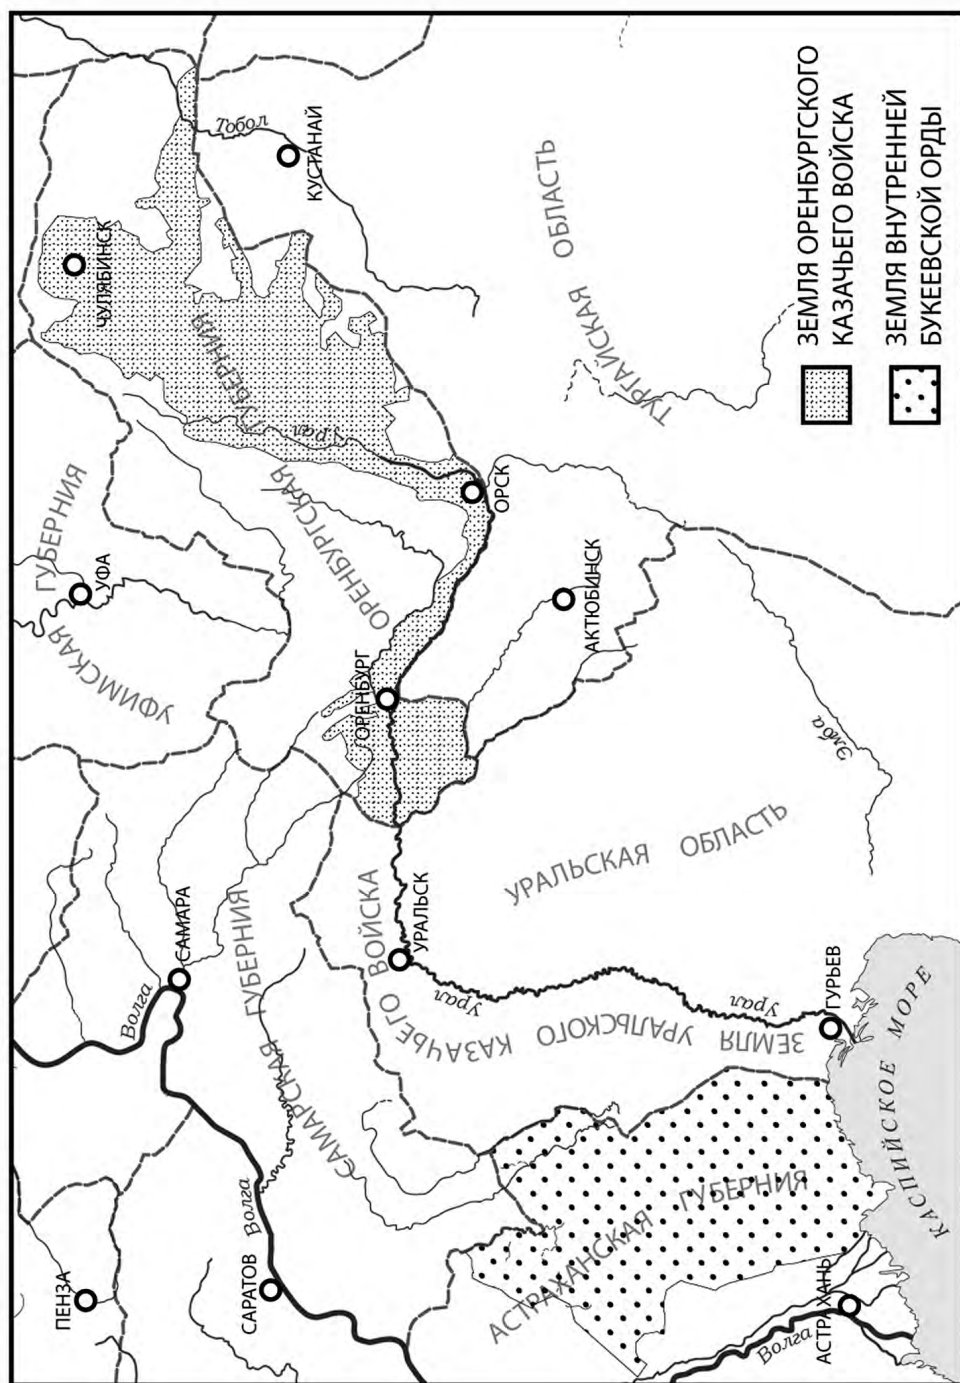 ПЕНЗА
Волга
САМАРА
УФИМСКАЯ ГУБЕРНИЯ
УФА
ЧУЛЯБИНСК
САРАТОВ
Волга
САМАРСКАЯ ГУБЕРНИЯ
ОРЕНБУРГСКАЯ ГУБЕРНИЯ
Урал
Тобол
КУСТАНАЙ
ОРЕНБУРГ
ОРСК
УРАЛЬСК
Урал
Урал
ЗЕМЛЯ УРАЛЬСКОГО КАЗАЧЬЕГО ВОЙСКА
АКТЮБИНСК
ТУРГАЙСКАЯ ОБЛАСТЬ
УРАЛЬСКАЯ ОБЛАСТЬ
Эмба
АСТРАХАНСКАЯ ГУБЕРНИЯ
Волга
АСТРАХАНЬ
ГУРЬЕВ
КАСПИЙСКОЕ МОРЕ
ЗЕМЛЯ ОРЕНБУРГСКОГО
КАЗАЧЬЕГО ВОЙСКА
ЗЕМЛЯ ВНУТРЕННЕЙ
БУКЕЕВСКОЙ ОРДЫ